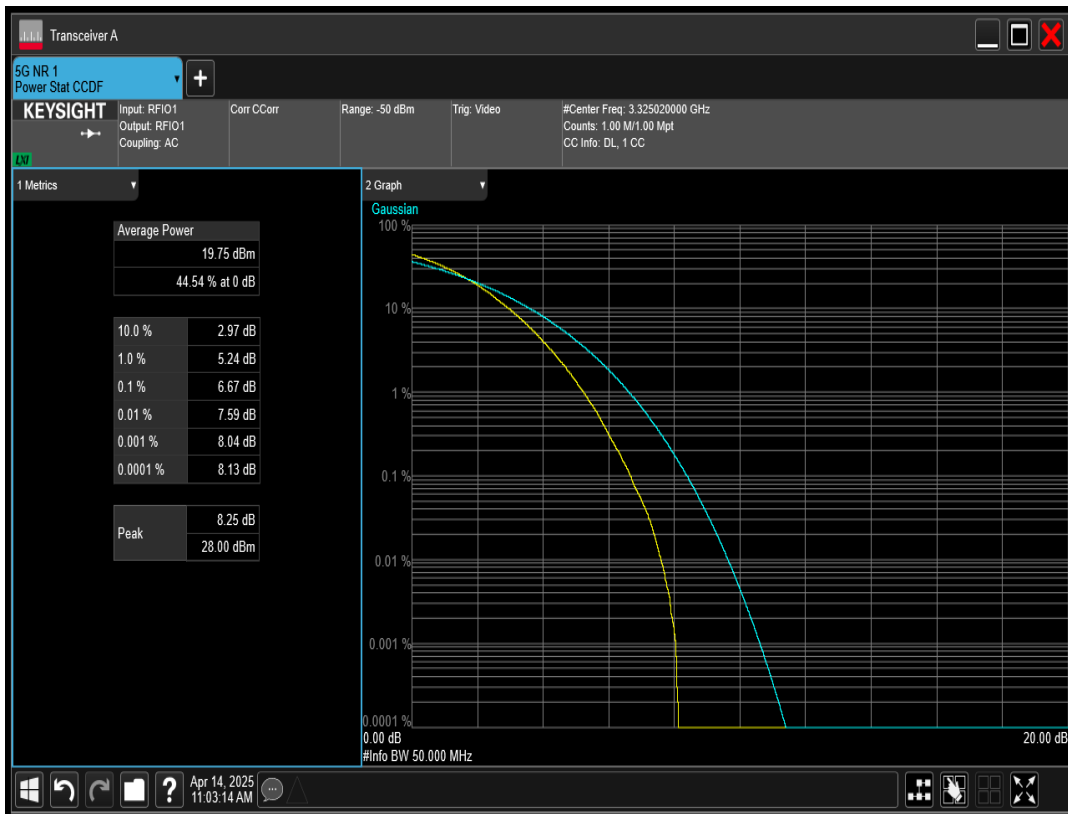 Transceiver A
5G NR 1
Power Stat CCDF
+
KEYSIGHT
LXI
Input: RFIO1
Output: RFIO1
Coupling: AC
Corr CCorr
Range: -50 dBm
Trig: Video
#Center Freq: 3.325020000 GHz
Counts: 1.00 M/1.00 Mpt
CC Info: DL, 1 CC
1 Metrics
Average Power
19.75 dBm
44.54 % at 0 dB
10.0 % 2.97 dB
1.0 % 5.24 dB
0.1 % 6.67 dB
0.01 % 7.59 dB
0.001 % 8.04 dB
0.0001 % 8.13 dB
Peak
8.25 dB
28.00 dBm
2 Graph
Gaussian
100 %
10 %
1 %
0.1 %
0.01 %
0.001 %
0.0001 %
0.00 dB
20.00 dB
#Info BW 50.000 MHz
?
Apr 14, 2025
11:03:14 AM